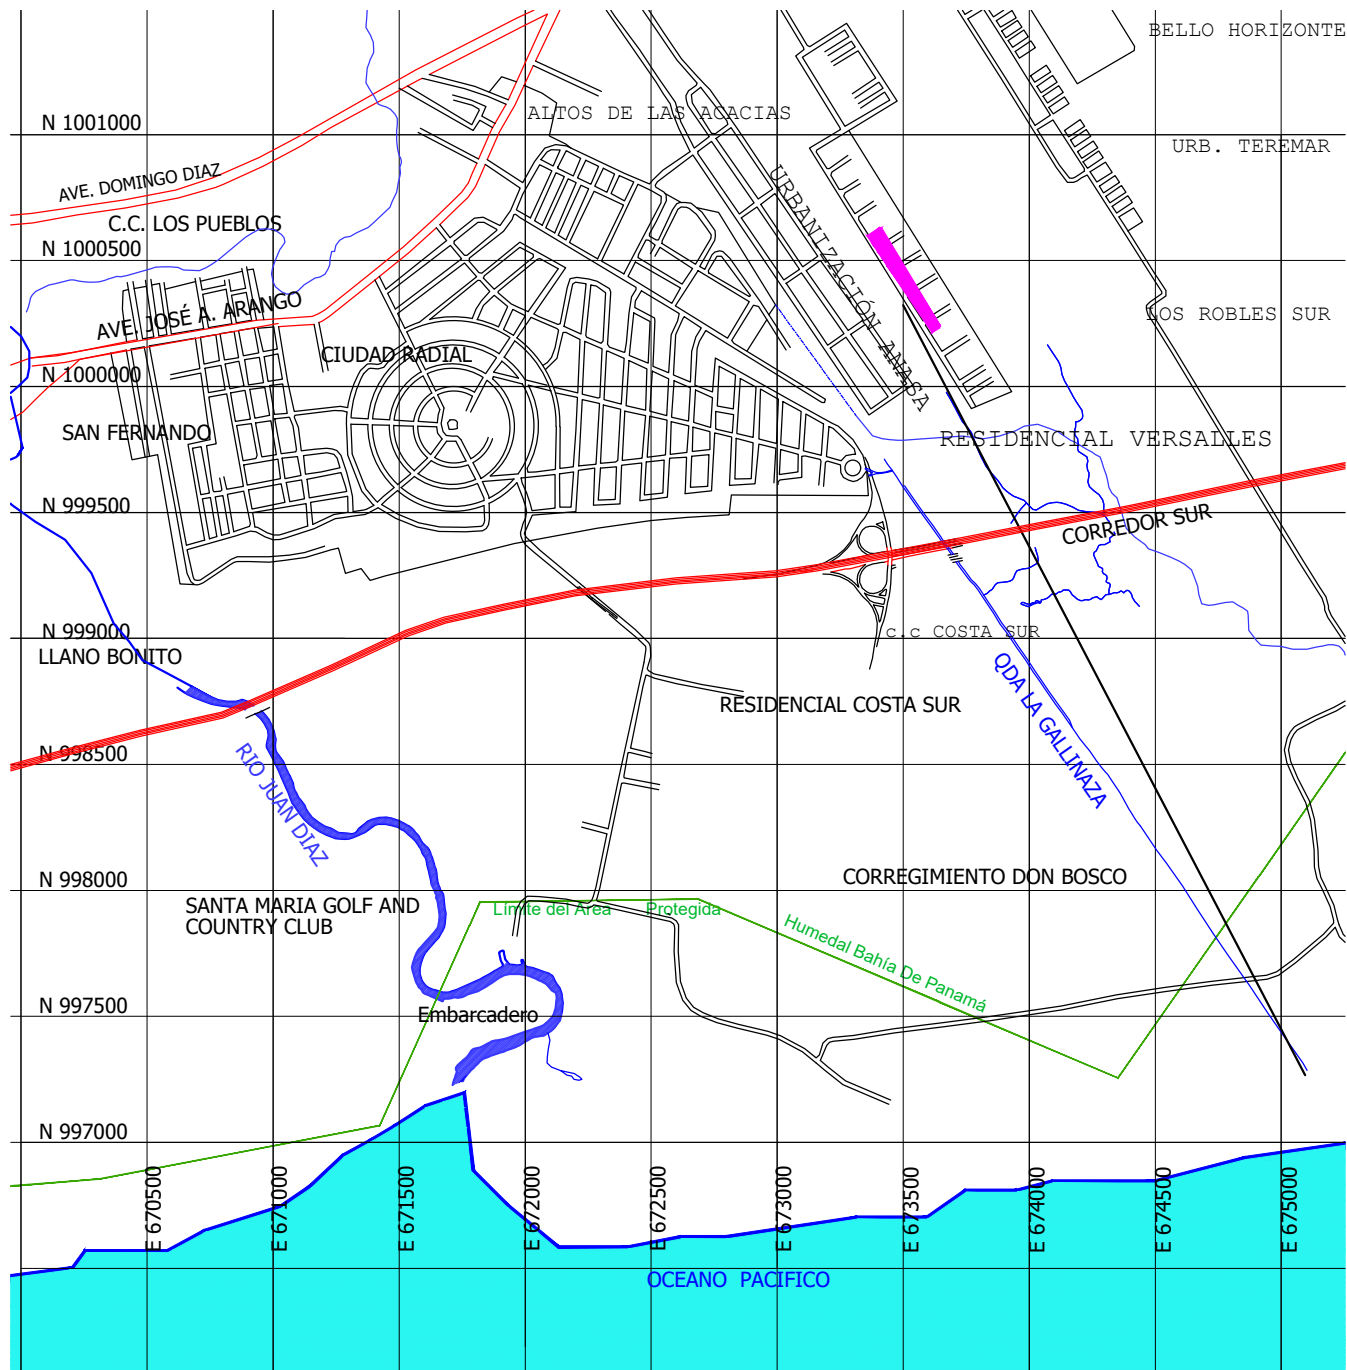 BELLO HORIZONTE
ALTOS DE LAS ACACIAS
N 1001000
URB. TEREMAR
AVE. DOMINGO DIAZ
C.C. LOS PUEBLOS
URBANIZACIÓN ANASA
N 1000500
AVE. JOSÉ A. ARANGO
LOS ROBLES SUR
CIUDAD RADIAL
N 1000000
SAN FERNANDO
RESIDENCIAL VERSALLES
N 999500
CORREDOR SUR
N 999000
c.c COSTA SUR
LLANO BONITO
QDA LA GALLINAZA
RESIDENCIAL COSTA SUR
N 998500
RIO JUAN DIAZ
N 998000
CORREGIMIENTO DON BOSCO
SANTA MARIA GOLF AND
COUNTRY CLUB
Límite del Area Protegida
Humedal Bahía De Panamá
N 997500
Embarcadero
N 997000
E 670500
E 671000
E 671500
E 672000
E 672500
E 673000
E 673500
E 674000
E 674500
E 675000
OCEANO PACIFICO